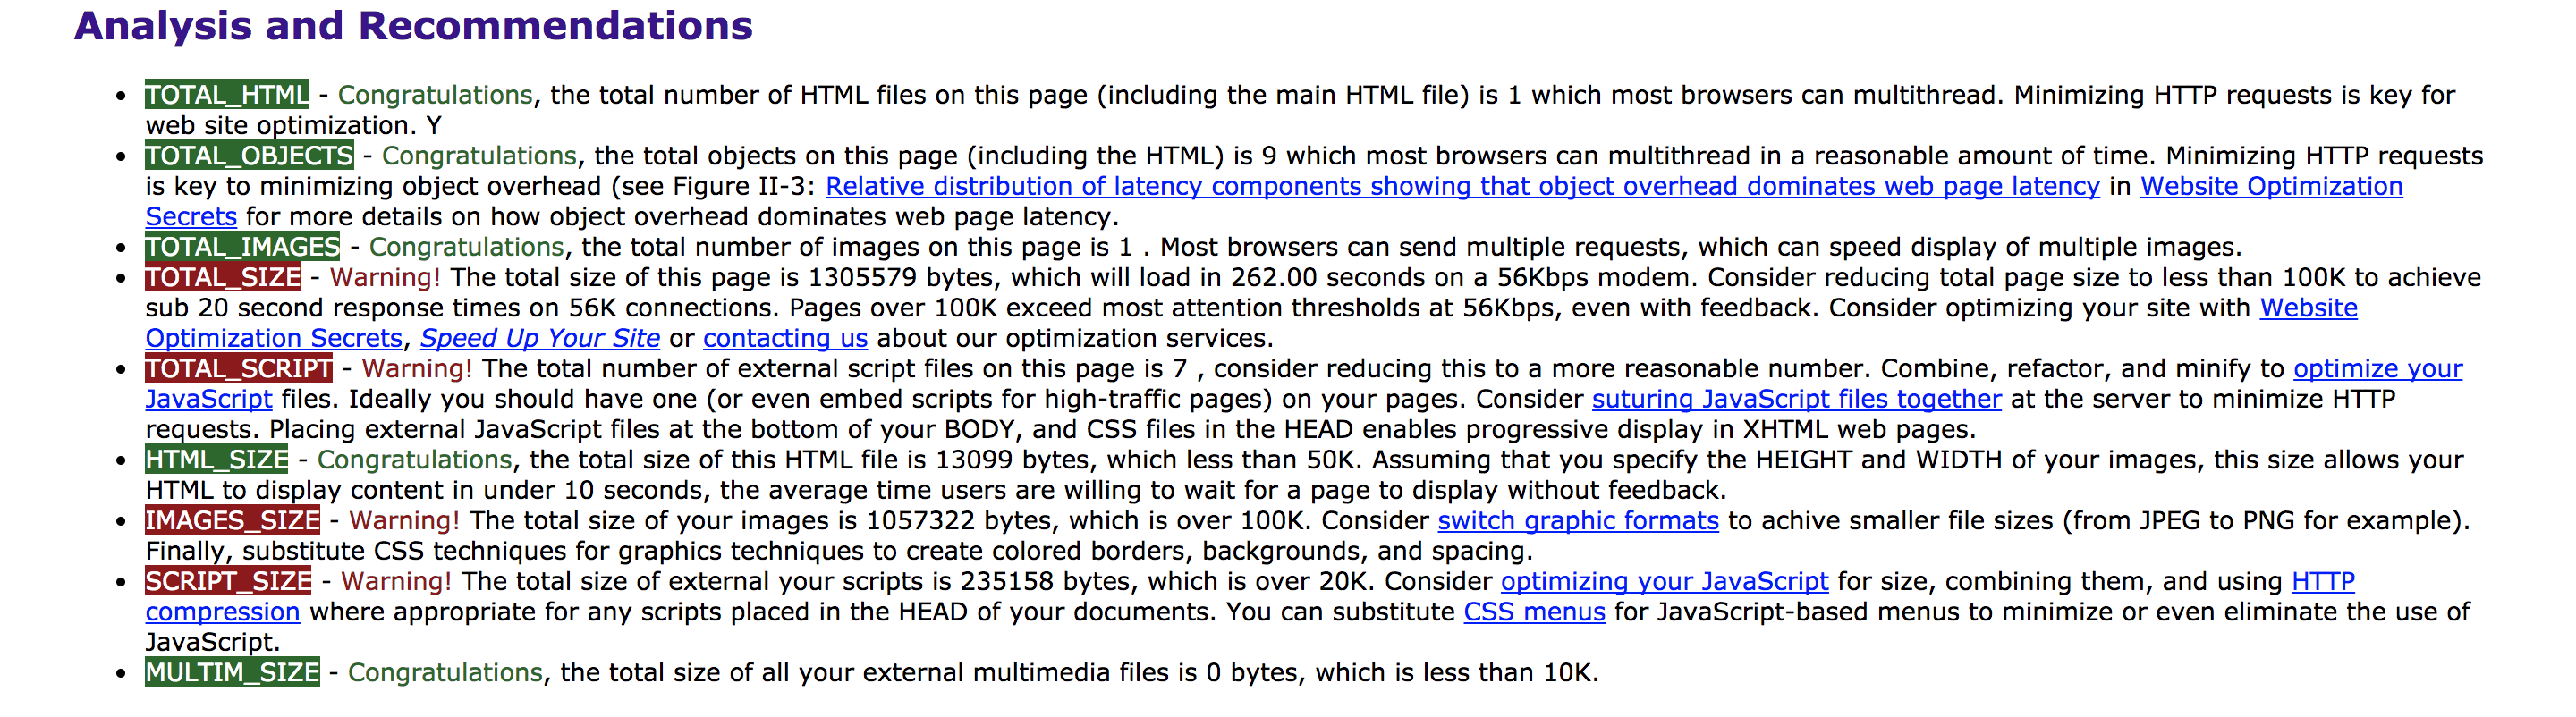 Analysis and Recommendations
• TOTAL_HTML - Congratulations, the total number of HTML files on this page (including the main HTML file) is 1 which most browsers can multithread. Minimizing HTTP requests is key for
web site optimization. Y
• TOTAL_OBJECTS - Congratulations, the total objects on this page (including the HTML) is 9 which most browsers can multithread in a reasonable amount of time. Minimizing HTTP requests
is key to minimizing object overhead (see Figure II-3: Relative distribution of latency components showing that object overhead dominates web page latency in Website Optimization
Secrets for more details on how object overhead dominates web page latency.
• TOTAL_IMAGES - Congratulations, the total number of images on this page is 1 . Most browsers can send multiple requests, which can speed display of multiple images.
• TOTAL_SIZE - Warning! The total size of this page is 1305579 bytes, which will load in 262.00 seconds on a 56Kbps modem. Consider reducing total page size to less than 100K to achieve
sub 20 second response times on 56K connections. Pages over 100K exceed most attention thresholds at 56Kbps, even with feedback. Consider optimizing your site with Website
Optimization Secrets, Speed Up Your Site or contacting us about our optimization services.
• TOTAL_SCRIPT - Warning! The total number of external script files on this page is 7 , consider reducing this to a more reasonable number. Combine, refactor, and minify to optimize your
JavaScript files. Ideally you should have one (or even embed scripts for high-traffic pages) on your pages. Consider suturing JavaScript files together at the server to minimize HTTP
requests. Placing external JavaScript files at the bottom of your BODY, and CSS files in the HEAD enables progressive display in XHTML web pages.
• HTML_SIZE - Congratulations, the total size of this HTML file is 13099 bytes, which less than 50K. Assuming that you specify the HEIGHT and WIDTH of your images, this size allows your
HTML to display content in under 10 seconds, the average time users are willing to wait for a page to display without feedback.
• IMAGES_SIZE - Warning! The total size of your images is 1057322 bytes, which is over 100K. Consider switch graphic formats to achive smaller file sizes (from JPEG to PNG for example).
Finally, substitute CSS techniques for graphics techniques to create colored borders, backgrounds, and spacing.
• SCRIPT_SIZE - Warning! The total size of external your scripts is 235158 bytes, which is over 20K. Consider optimizing your JavaScript for size, combining them, and using HTTP
compression where appropriate for any scripts placed in the HEAD of your documents. You can substitute CSS menus for JavaScript-based menus to minimize or even eliminate the use of
JavaScript.
• MULTIM_SIZE - Congratulations, the total size of all your external multimedia files is 0 bytes, which is less than 10K.